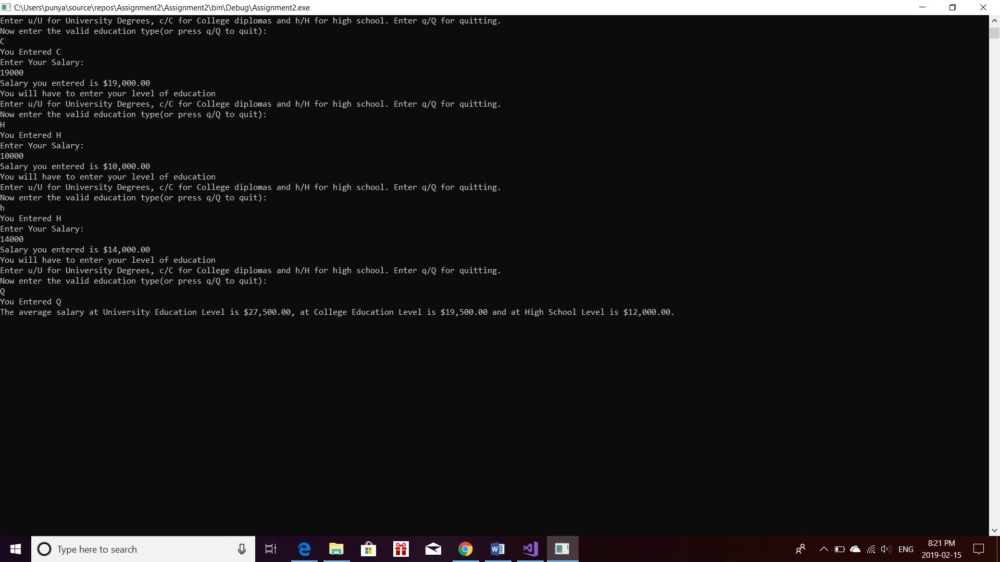 C:\Users\punya\source\repos\Assignment2\Assignment2\bin\Debug\Assignment2.exe
Enter u/U for University Degrees, c/C for College diplomas and h/H for high school. Enter q/Q for quitting.
Now enter the valid education type(or press q/Q to quit):
C
You Entered C
Enter Your Salary:
19000
Salary you entered is $19,000.00
You will have to enter your level of education
Enter u/U for University Degrees, c/C for College diplomas and h/H for high school. Enter q/Q for quitting.
Now enter the valid education type(or press q/Q to quit):
H
You Entered H
Enter Your Salary:
10000
Salary you entered is $10,000.00
You will have to enter your level of education
Enter u/U for University Degrees, c/C for College diplomas and h/H for high school. Enter q/Q for quitting.
Now enter the valid education type(or press q/Q to quit):
h
You Entered H
Enter Your Salary:
14000
Salary you entered is $14,000.00
You will have to enter your level of education
Enter u/U for University Degrees, c/C for College diplomas and h/H for high school. Enter q/Q for quitting.
Now enter the valid education type(or press q/Q to quit):
Q
You Entered Q
The average salary at University Education Level is $27,500.00, at College Education Level is $19,500.00 and at High School Level is $12,000.00.
Type here to search
ENG
8:21 PM
2019-02-15